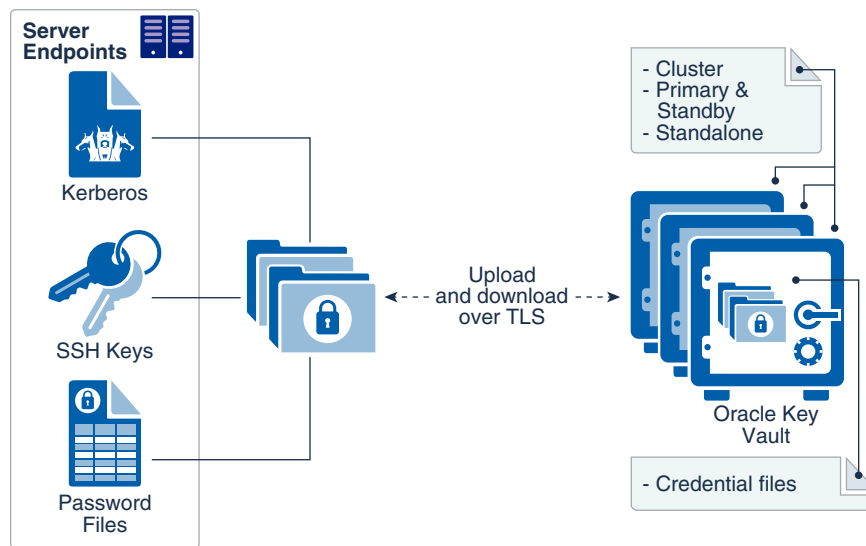 Server
Endpoints
Kerberos
SSH Keys
Password
Files
Upload
and download
over TLS
- Cluster
- Primary &
Standby
- Standalone
Oracle Key
Vault
- Credential files